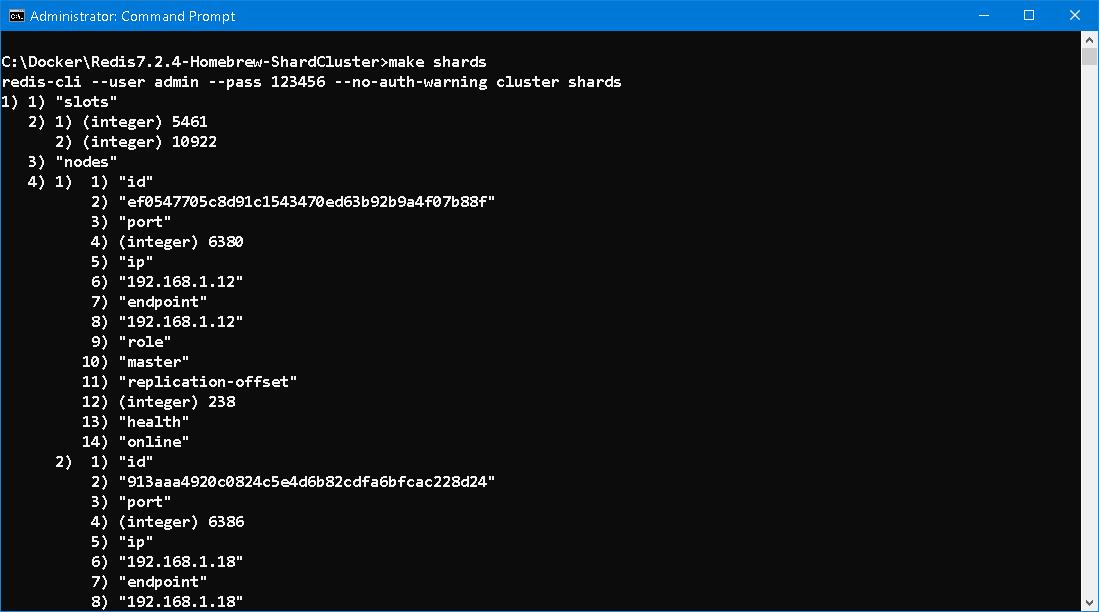 Administrator: Command Prompt
C:\Docker\Redis7.2.4-Homebrew-ShardCluster>make shards
redis-cli --user admin --pass 123456 --no-auth-warning cluster shards
1) 1) "slots"
   2) 1) (integer) 5461
      2) (integer) 10922
   3) "nodes"
   4) 1)  1) "id"
          2) "ef0547705c8d91c1543470ed63b92b9a4f07b88f"
          3) "port"
          4) (integer) 6380
          5) "ip"
          6) "192.168.1.12"
          7) "endpoint"
          8) "192.168.1.12"
          9) "role"
         10) "master"
         11) "replication-offset"
         12) (integer) 238
         13) "health"
         14) "online"
      2)  1) "id"
          2) "913aaa4920c0824c5e4d6b82cdfa6bfcac228d24"
          3) "port"
          4) (integer) 6386
          5) "ip"
          6) "192.168.1.18"
          7) "endpoint"
          8) "192.168.1.18"